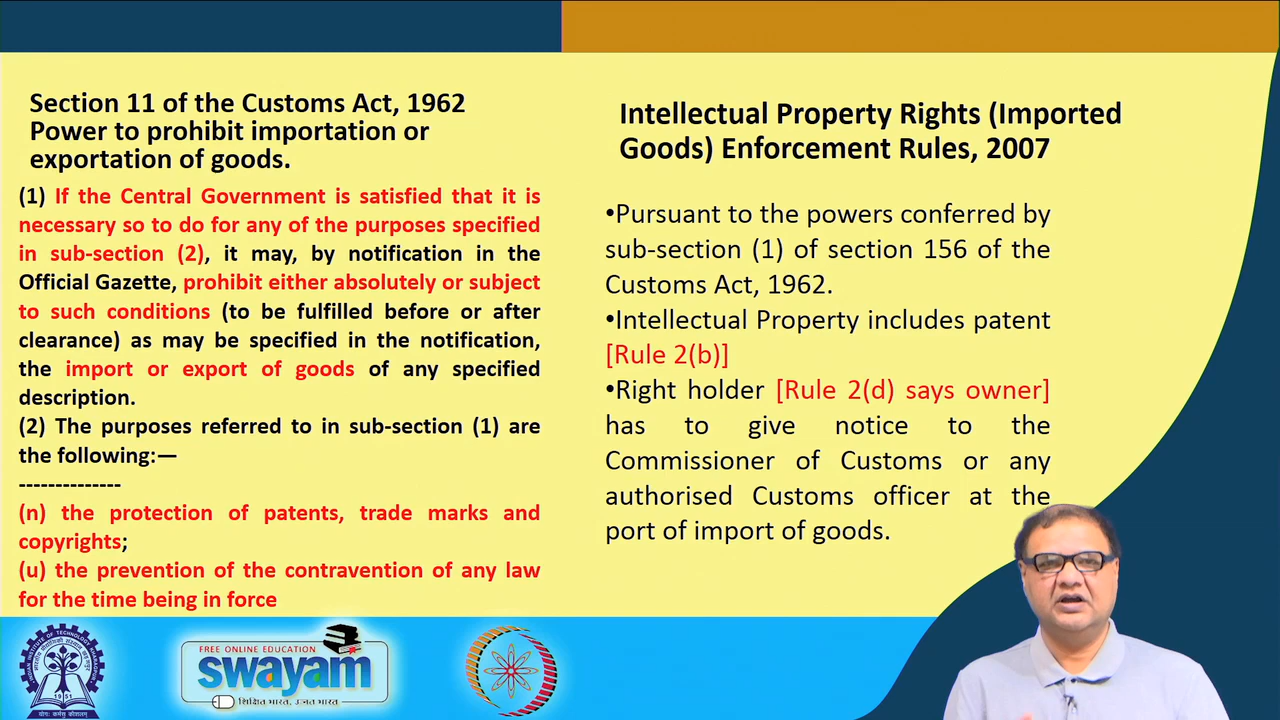 Section 11 of the Customs Act, 1962
Power to prohibit importation or
exportation of goods.
(1) If the Central Government is satisfied that it is
necessary so to do for any of the purposes specified
in sub-section (2), it may, by notification in the
Official Gazette, prohibit either absolutely or subject
to such conditions (to be fulfilled before or after
clearance) as may be specified in the notification,
the import or export of goods of any specified
description.
(2) The purposes referred to in sub-section (1) are
the following:—
--------------
(n) the protection of patents, trade marks and
copyrights;
(u) the prevention of the contravention of any law
for the time being in force
Intellectual Property Rights (Imported
Goods) Enforcement Rules, 2007
•Pursuant to the powers conferred by
sub-section (1) of section 156 of the
Customs Act, 1962.
•Intellectual Property includes patent
[Rule 2(b)]
•Right holder [Rule 2(d) says owner]
has to give notice to the
Commissioner of Customs or any
authorised Customs officer at the
port of import of goods.
FREE ONLINE EDUCATION
swayam
शिक्षित भारत, उन्नत भारत
1951
योगः कर्मसु कौशलम्